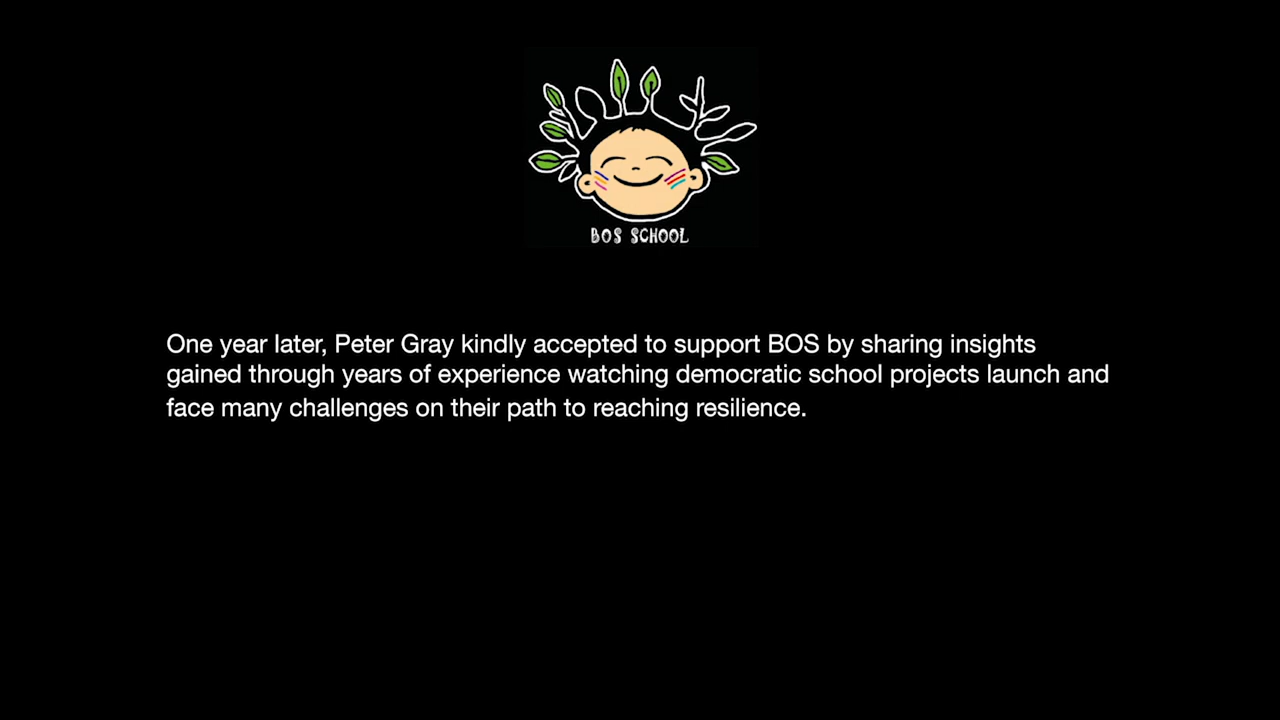 BOS SCHOOL
One year later, Peter Gray kindly accepted to support BOS by sharing insights
gained through years of experience watching democratic school projects launch and
face many challenges on their path to reaching resilience.